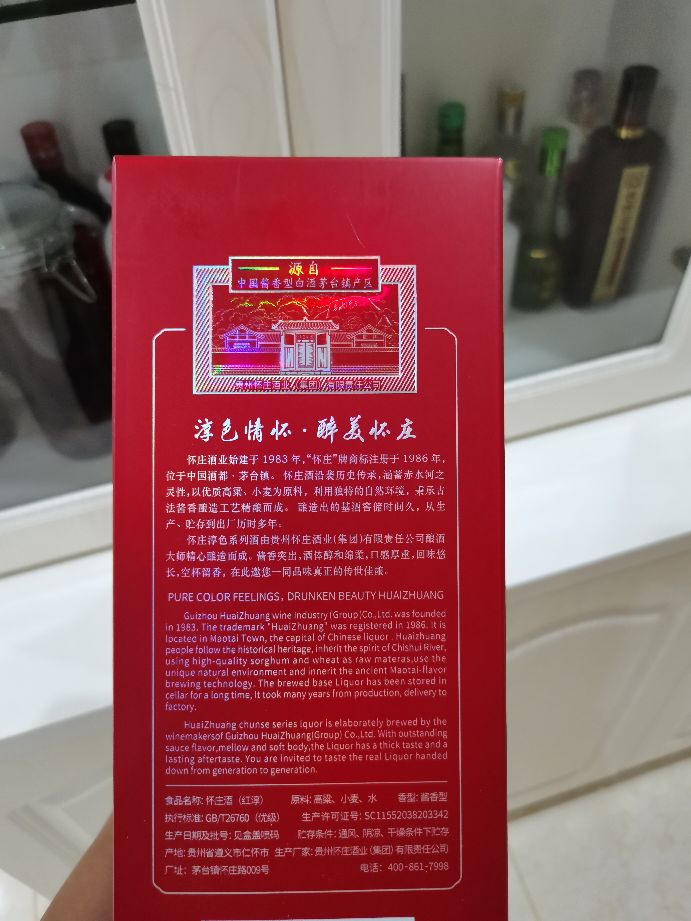 源自
中国酱香型白酒茅台镇产区
贵州怀庄酒业(集团)有限责任公司
淳色情怀·醉美怀庄
怀庄酒业始建于1983年,“怀庄”牌商标注册于1986年,
位于中国酒都·茅台镇。怀庄酒沿袭历史传承,涵蓄赤水河之
灵性,以优质高粱、小麦为原料,利用独特的自然环境,秉承古
法酱香酿造工艺精酿而成。酿造出的基酒窖储时间久,从生
产、贮存到出厂历时多年。
怀庄淳色系列酒由贵州怀庄酒业(集团)有限责任公司酿酒
大师精心酿造而成。酱香突出,酒体醇和绵柔,口感厚重,回味悠
长,空杯留香,在此邀您一同品味真正的传世佳酿。
PURE COLOR FEELINGS, DRUNKEN BEAUTY HUAIZHUANG
Guizhou HuaiZhuang wine Industry(Group)Co.,Ltd. was founded
in 1983. The trademark "HuaiZhuang" was registered in 1986. It is
located in Maotai Town, the capital of Chinese liquor . Huaizhuang
people follow the historical heritage, inherit the spirit of Chishui River,
using high-quality sorghum and wheat as raw materas,use the
unique natural environment and innerit the ancient Maotai-flavor
brewing technology. The brewed base Liquor has been stored in
cellar for a long time, It took many years from production, delivery to
factory.
HuaiZhuang chunse series lquor is elaborately brewed by the
winemakersof Guizhou HuaiZhuang(Group) Co.,Ltd. With outstanding
sauce flavor,mellow and soft body,the Liquor has a thick taste and a
lasting aftertaste. You are invited to taste the real Liquor handed
down from generation to generation.
食品名称: 怀庄酒(红淳) 原料: 高粱、小麦、水 香型: 酱香型
执行标准: GB/T26760(优级) 生产许可证号: SC11552038203342
生产日期及批号: 见盒盖喷码 贮存条件: 通风、阴凉、干燥条件下贮存
产地: 贵州省遵义市仁怀市 生产厂家: 贵州怀庄酒业(集团)有限责任公司
厂址: 茅台镇怀庄路009号 电话: 400-861-7998